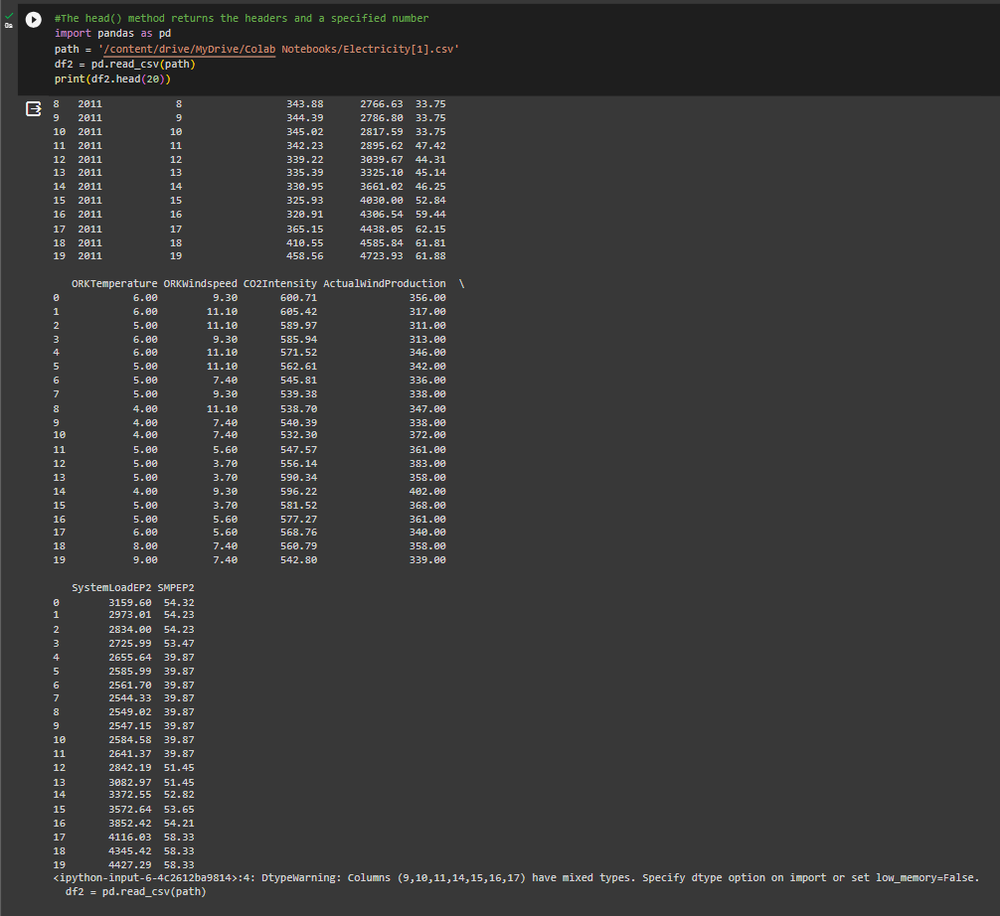 0s
#The head() method returns the headers and a specified number
import pandas as pd
path = '/content/drive/MyDrive/Colab Notebooks/Electricity[1].csv'
df2 = pd.read_csv(path)
print(df2.head(20))
8 2011 8 343.88 2766.63 33.75
9 2011 9 344.39 2786.80 33.75
10 2011 10 345.02 2817.59 33.75
11 2011 11 342.23 2895.62 47.42
12 2011 12 339.22 3039.67 44.31
13 2011 13 335.39 3325.10 45.14
14 2011 14 330.95 3661.02 46.25
15 2011 15 325.93 4030.00 52.84
16 2011 16 320.91 4306.54 59.44
17 2011 17 365.15 4438.05 62.15
18 2011 18 410.55 4585.84 61.81
19 2011 19 458.56 4723.93 61.88
ORKTemperature ORKWindspeed CO2Intensity ActualWindProduction \
0 6.00 9.30 600.71 356.00
1 6.00 11.10 605.42 317.00
2 5.00 11.10 589.97 311.00
3 6.00 9.30 585.94 313.00
4 6.00 11.10 571.52 346.00
5 5.00 11.10 562.61 342.00
6 5.00 7.40 545.81 336.00
7 5.00 9.30 539.38 338.00
8 4.00 11.10 538.70 347.00
9 4.00 7.40 540.39 338.00
10 4.00 7.40 532.30 372.00
11 5.00 5.60 547.57 361.00
12 5.00 3.70 556.14 383.00
13 5.00 3.70 590.34 358.00
14 4.00 9.30 596.22 402.00
15 5.00 3.70 581.52 368.00
16 5.00 5.60 577.27 361.00
17 6.00 5.60 568.76 340.00
18 8.00 7.40 560.79 358.00
19 9.00 7.40 542.80 339.00
SystemLoadEP2 SMPEP2
0 3159.60 54.32
1 2973.01 54.23
2 2834.00 54.23
3 2725.99 53.47
4 2655.64 39.87
5 2585.99 39.87
6 2561.70 39.87
7 2544.33 39.87
8 2549.02 39.87
9 2547.15 39.87
10 2584.58 39.87
11 2641.37 39.87
12 2842.19 51.45
13 3082.97 51.45
14 3372.55 52.82
15 3572.64 53.65
16 3852.42 54.21
17 4116.03 58.33
18 4345.42 58.33
19 4427.29 58.33
<ipython-input-6-4c2612ba9814>:4: DtypeWarning: Columns (9,10,11,14,15,16,17) have mixed types. Specify dtype option on import or set low_memory=False.
df2 = pd.read_csv(path)